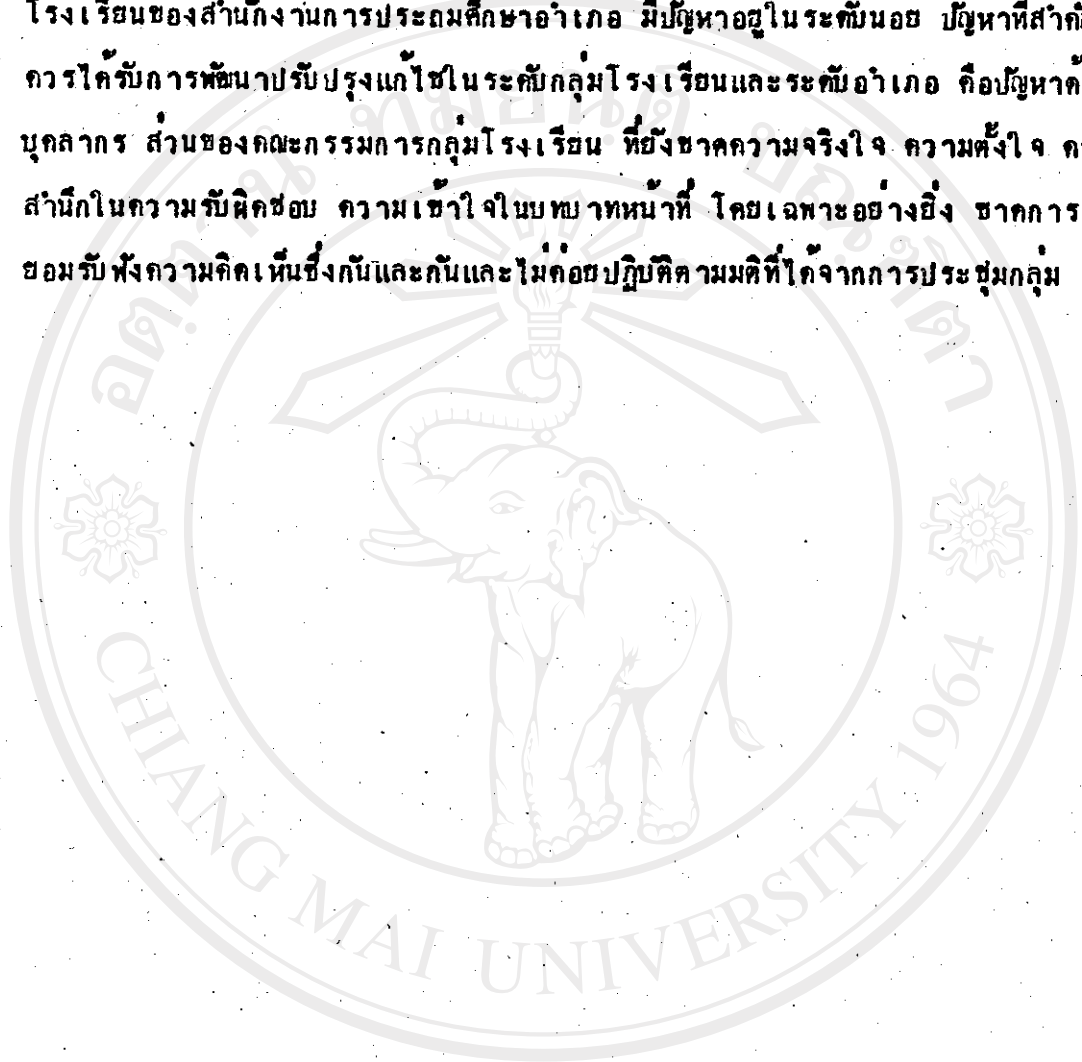 โรงเรียนของสำนักงานการประถมศึกษาอำเภอ มีปัญหาอยู่ในระดับน้อย ปัญหาที่สำคั
ควรได้รับการพัฒนาปรับปรุงแก้ไขในระดับกลุ่มโรงเรียนและระดับอำเภอ คือปัญหาด้
บุคลากร ส่วนของคณะกรรมการกลุ่มโรงเรียน ที่ยังขาดความจริงใจ ความตั้งใจ ค
สำนึกในความรับผิดชอบ ความเข้าใจในบทบาทหน้าที่ โดยเฉพาะอย่างยิ่ง ขาดการ
ยอมรับฟังความคิดเห็นซึ่งกันและกันและไม่ค่อยปฏิบัติตามมติที่ได้จากการประชุมกลุ่ม
อตฺตานํ ทมยนฺติ ปณฺฑิตา
CHIANG MAI UNIVERSITY 1964